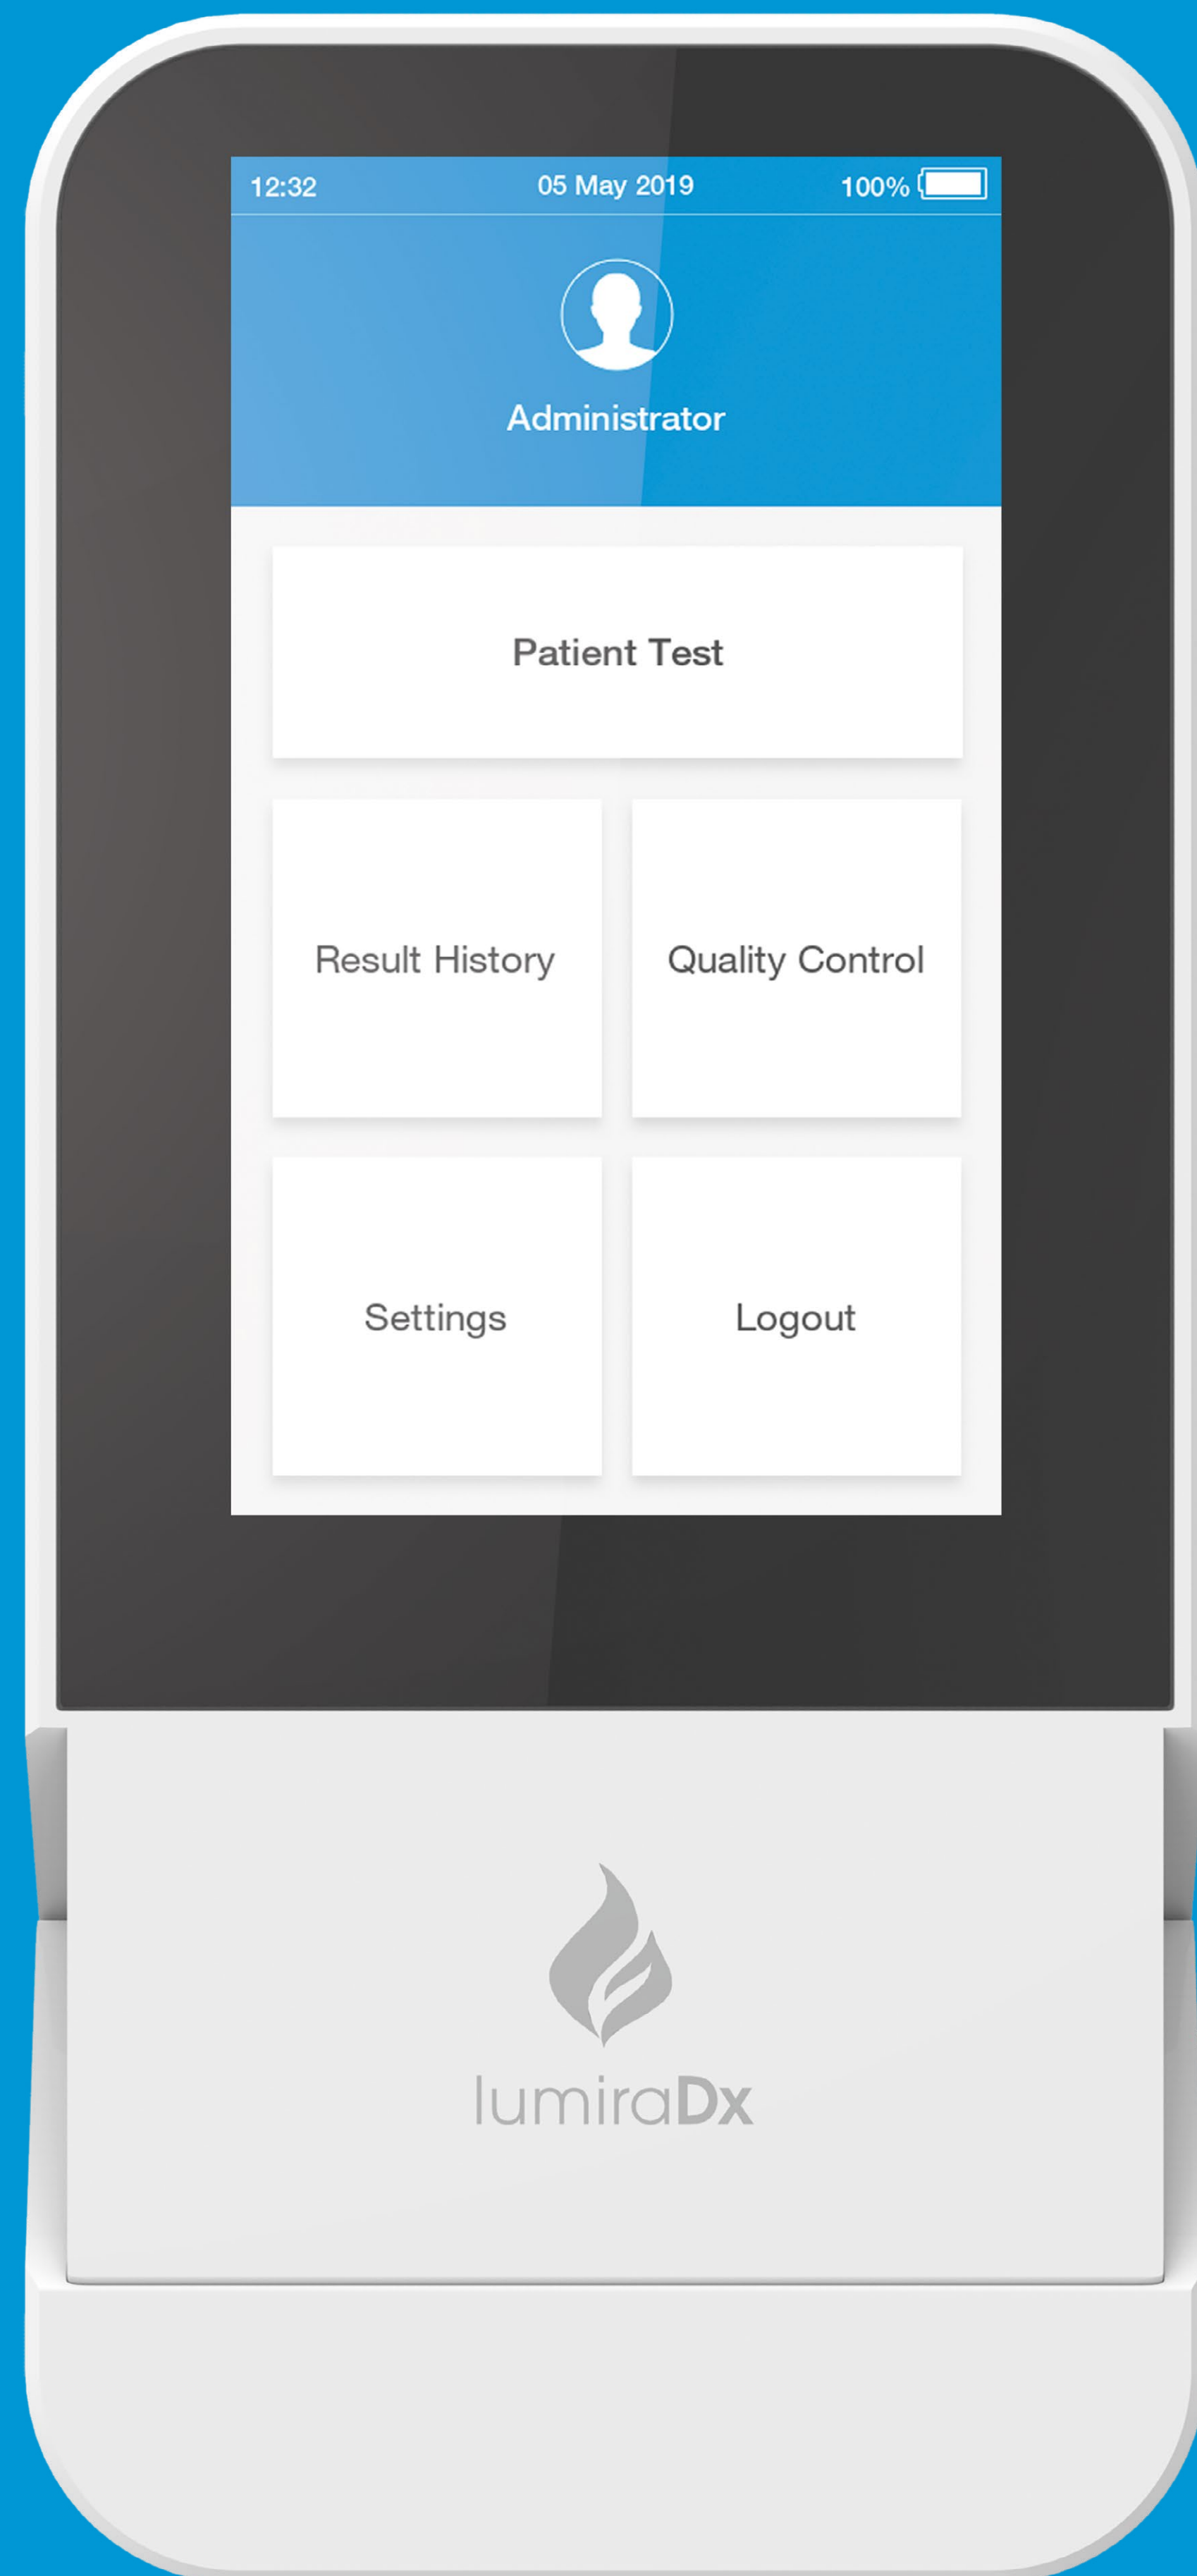 12:32 05 May 2019 100%
Administrator
Patient Test
Result History Quality Control
Settings Logout
lumiraDx